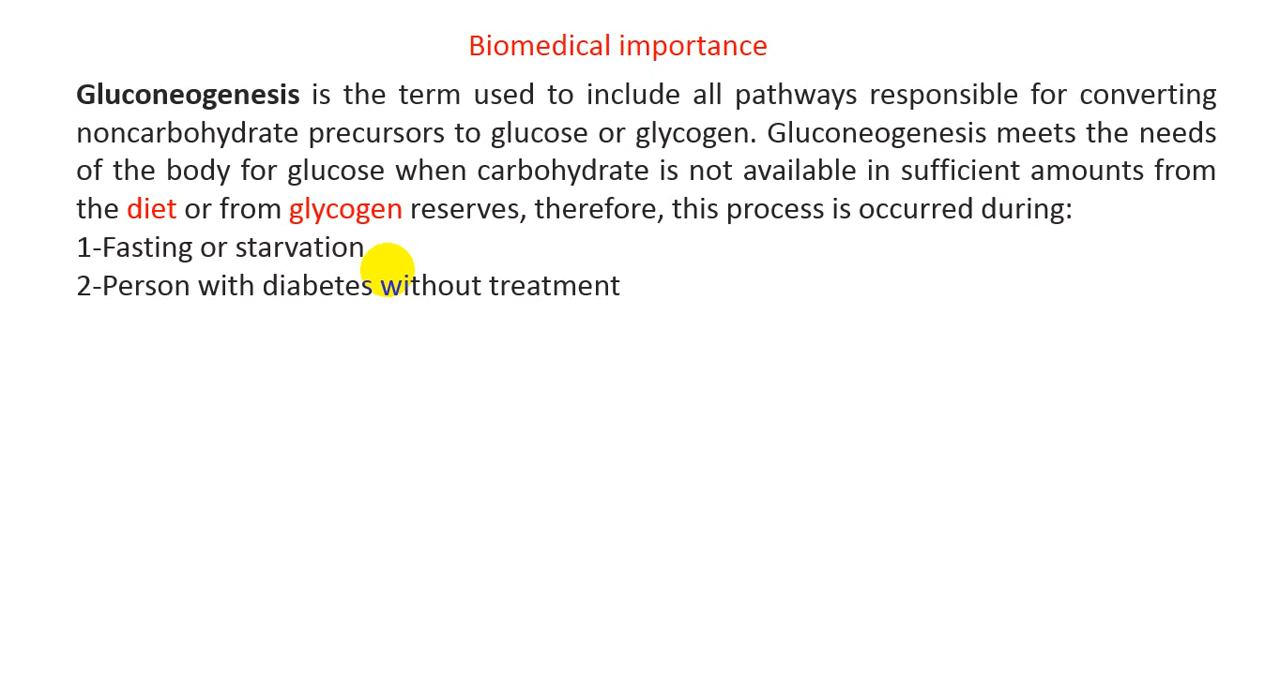 Biomedical importance
Gluconeogenesis is the term used to include all pathways responsible for converting
noncarbohydrate precursors to glucose or glycogen. Gluconeogenesis meets the needs
of the body for glucose when carbohydrate is not available in sufficient amounts from
the diet or from glycogen reserves, therefore, this process is occurred during:
1-Fasting or starvation
2-Person with diabetes without treatment